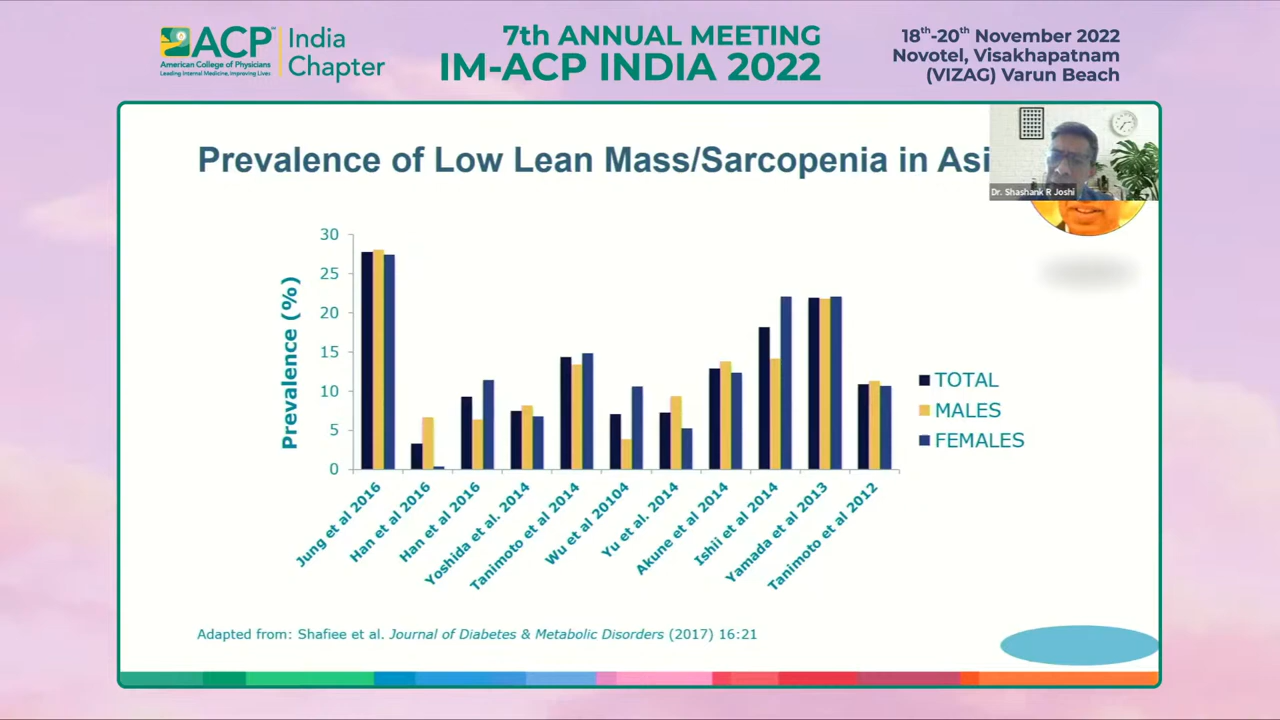 ACP™
American College of Physicians
Leading Internal Medicine, Improving Lives
India
Chapter
7th ANNUAL MEETING
IM-ACP INDIA 2022
18th-20th November 2022
Novotel, Visakhapatnam
(VIZAG) Varun Beach
Prevalence of Low Lean Mass/Sarcopenia in Asi
Dr. Shashank R Joshi
Prevalence (%)
30
25
20
15
10
5
0
Jung et al 2016
Han et al 2016
Han et al 2016
Yoshida et al. 2014
Tanimoto et al 2014
Wu et al 20104
Yu et al. 2014
Akune et al 2014
Ishii et al 2014
Yamada et al 2013
Tanimoto et al 2012
TOTAL
MALES
FEMALES
Adapted from: Shafiee et al. Journal of Diabetes & Metabolic Disorders (2017) 16:21